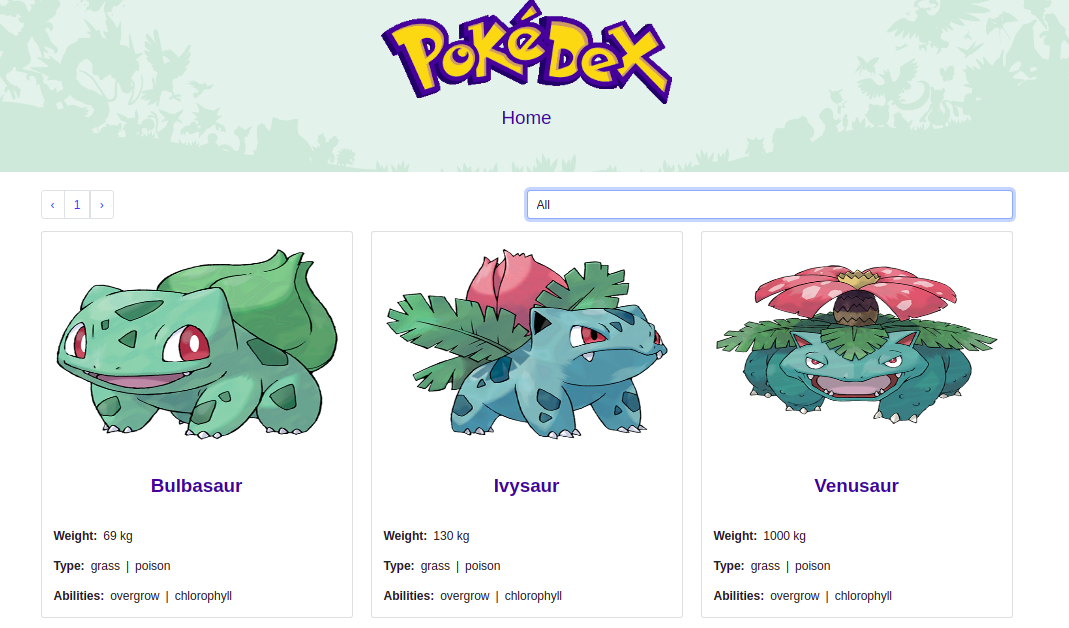 PokéDex
Home
‹ 1 ›
All
Bulbasaur
Weight: 69 kg
Type: grass | poison
Abilities: overgrow | chlorophyll
Ivysaur
Weight: 130 kg
Type: grass | poison
Abilities: overgrow | chlorophyll
Venusaur
Weight: 1000 kg
Type: grass | poison
Abilities: overgrow | chlorophyll